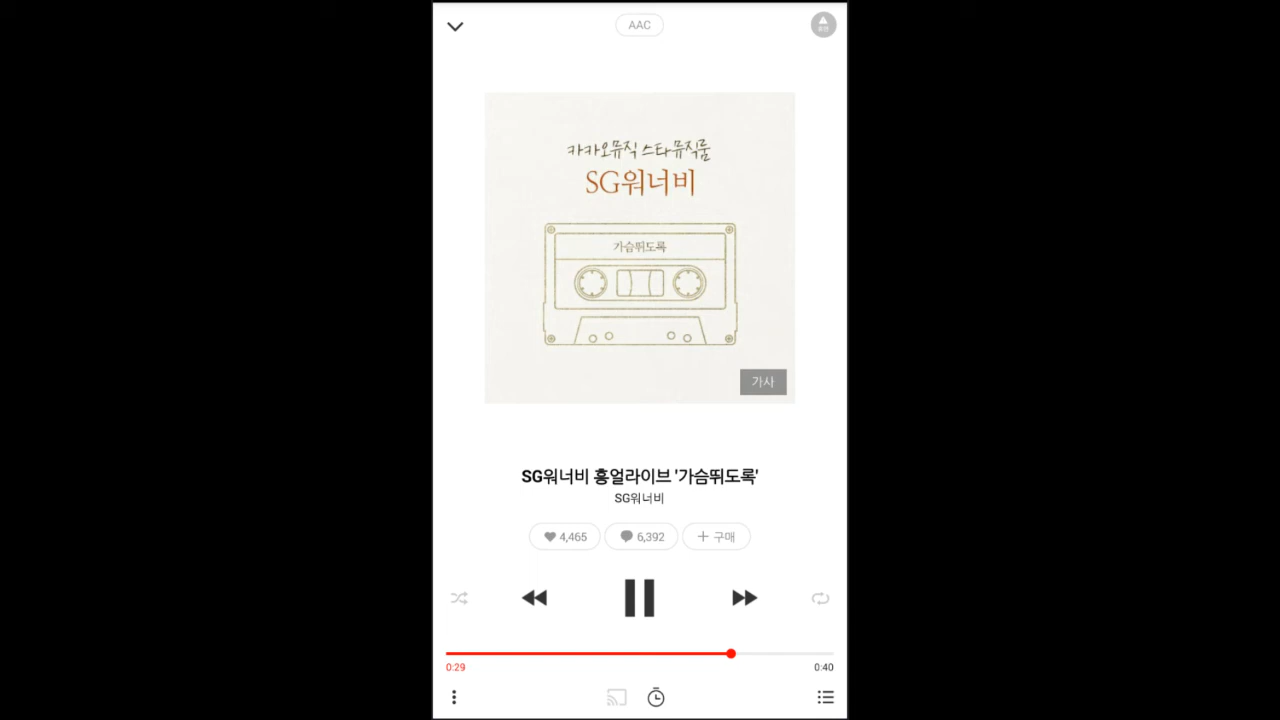 AAC
카카오뮤직 스타뮤직룸
SG워너비
가슴뛰도록
가사
SG워너비 흥얼라이브 '가슴뛰도록'
SG워너비
4,465 6,392 + 구매
0:29 0:40